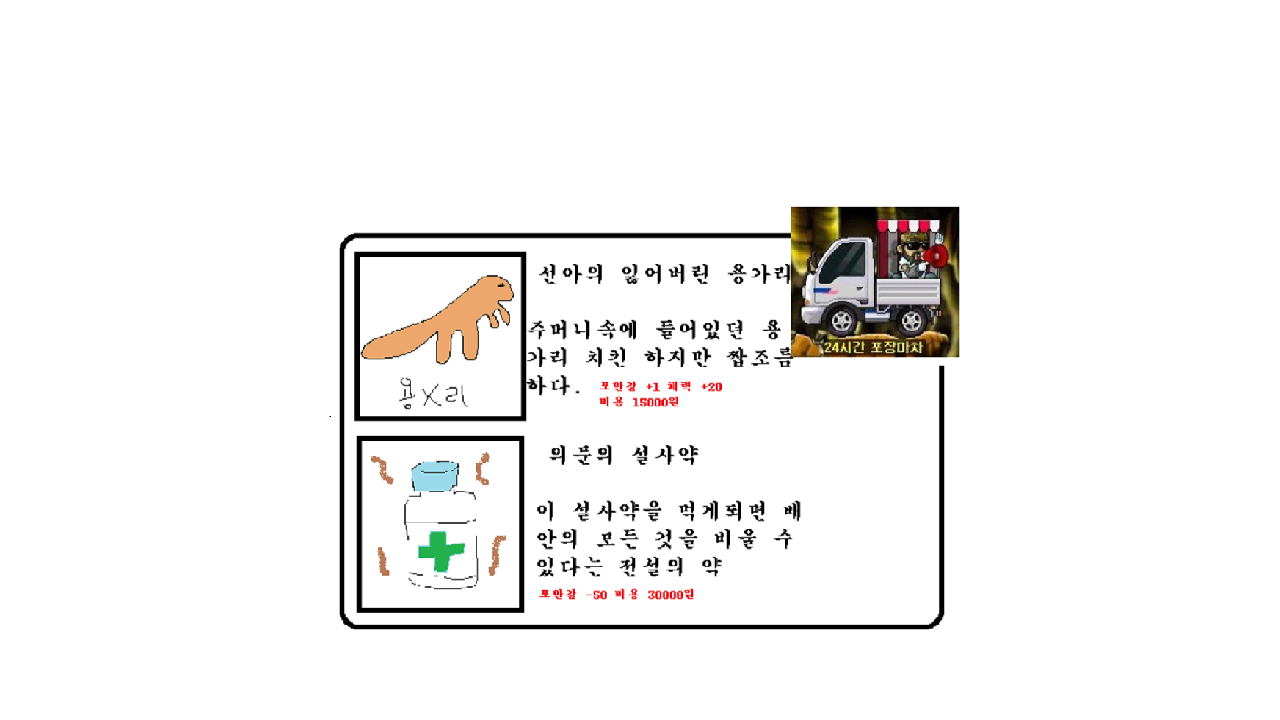 선아의 잃어버린 용가리
주머니속에 들어있던 용
가리 치킨 하지만 짭조름
하다.
포만감 +1 체력 +20
비용 15000원
용X리
24시간 포장마차
의문의 설사약
이 설사약을 먹게되면 배
안의 모든 것을 비울 수
있다는 전설의 약
포만감 -50 비용 30000원